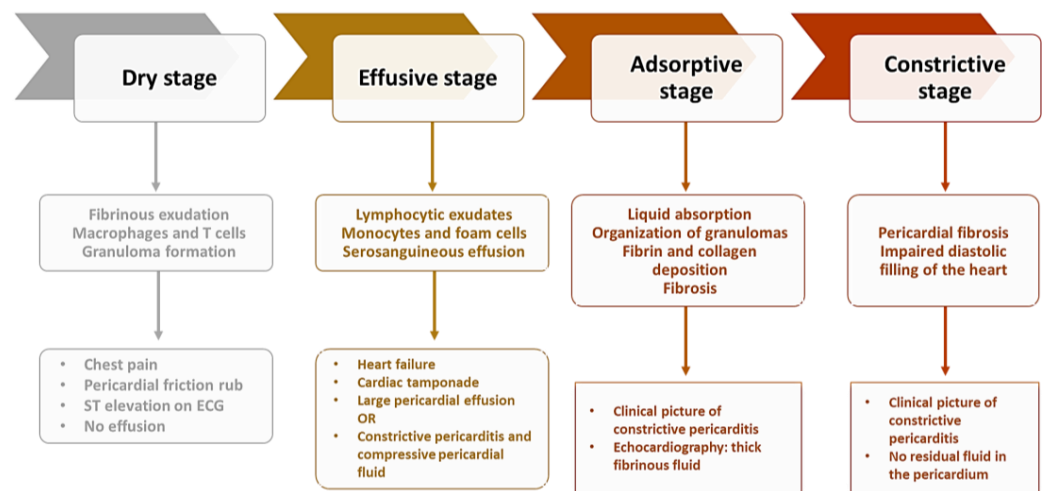 Dry stage
Effusive stage
Adsorptive
stage
Constrictive
stage
Fibrinous exudation
Macrophages and T cells
Granuloma formation
Lymphocytic exudates
Monocytes and foam cells
Serosanguineous effusion
Liquid absorption
Organization of granulomas
Fibrin and collagen
deposition
Fibrosis
Pericardial fibrosis
Impaired diastolic
filling of the heart
• Chest pain
• Pericardial friction rub
• ST elevation on ECG
• No effusion
• Heart failure
• Cardiac tamponade
• Large pericardial effusion
OR
• Constrictive pericarditis and
compressive pericardial
fluid
• Clinical picture of
constrictive pericarditis
• Echocardiography: thick
fibrinous fluid
• Clinical picture of
constrictive
pericarditis
• No residual fluid in
the pericardium